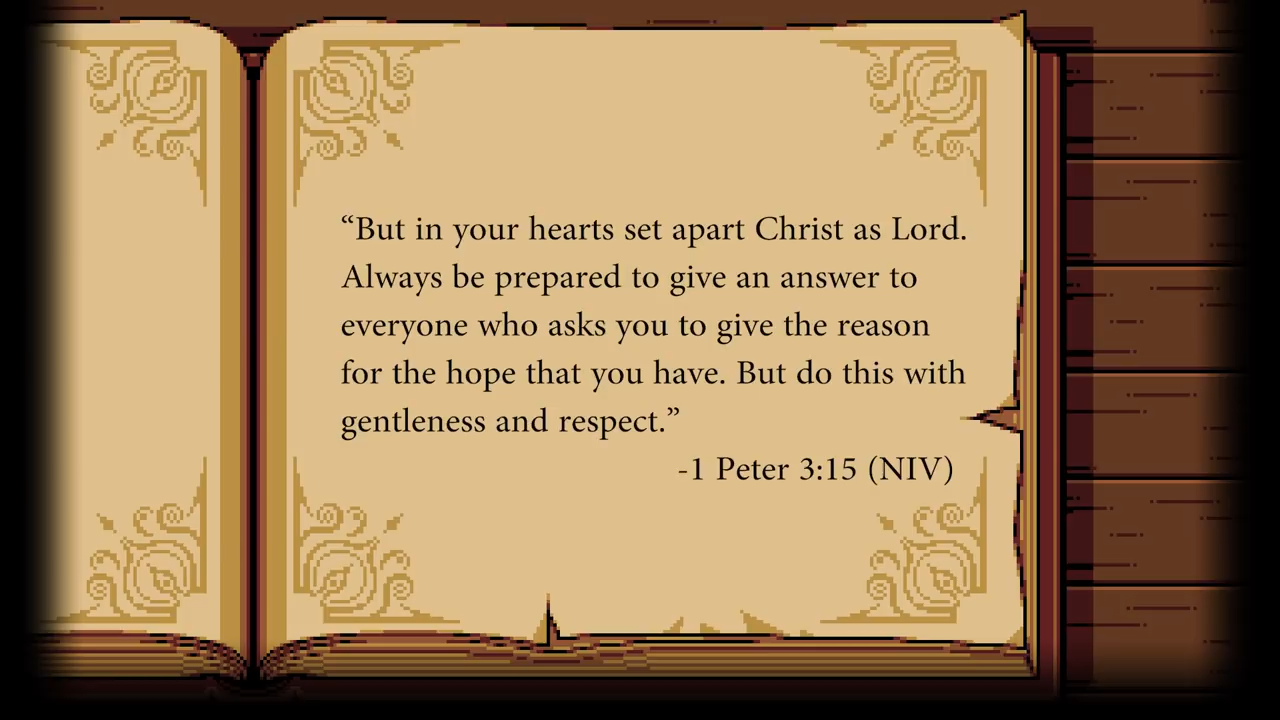 “But in your hearts set apart Christ as Lord.
Always be prepared to give an answer to
everyone who asks you to give the reason
for the hope that you have. But do this with
gentleness and respect.”
-1 Peter 3:15 (NIV)